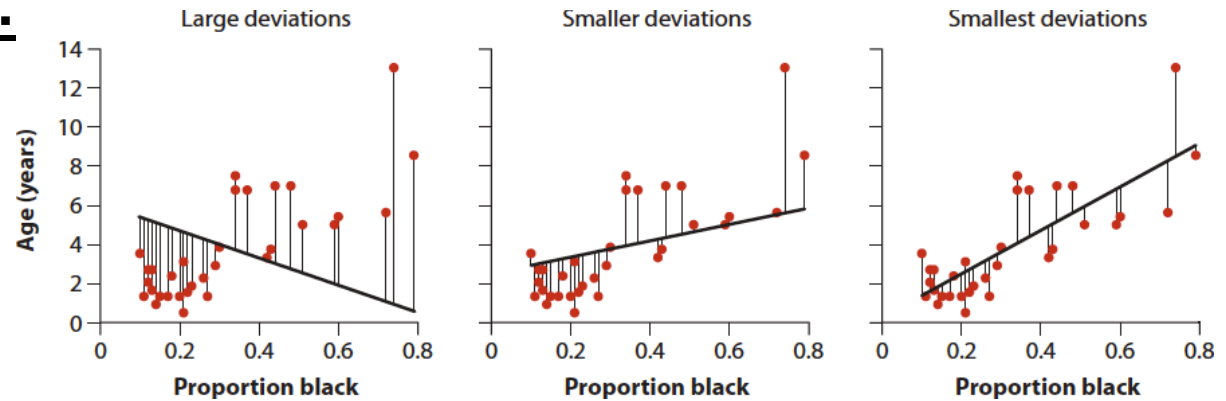 Large deviations
Smaller deviations
Smallest deviations
Age (years)
14
12
10
8
6
4
2
0
0 0.2 0.4 0.6 0.8
0 0.2 0.4 0.6 0.8
0 0.2 0.4 0.6 0.8
Proportion black
Proportion black
Proportion black